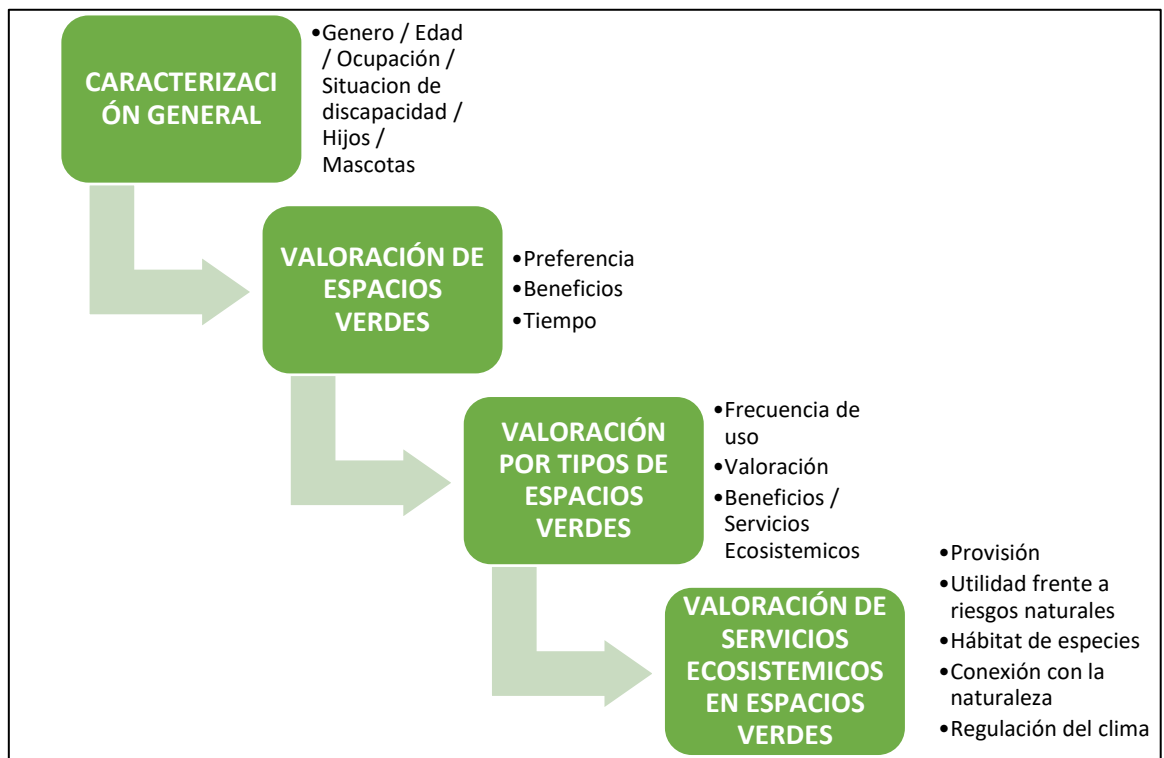 CARACTERIZACI
ÓN GENERAL
•Genero / Edad
/ Ocupación /
Situacion de
discapacidad /
Hijos /
Mascotas
VALORACIÓN DE
ESPACIOS
VERDES
•Preferencia
•Beneficios
•Tiempo
VALORACIÓN
POR TIPOS DE
ESPACIOS
VERDES
•Frecuencia de
uso
•Valoración
•Beneficios /
Servicios
Ecosistemicos
VALORACIÓN DE
SERVICIOS
ECOSISTEMICOS
EN ESPACIOS
VERDES
•Provisión
•Utilidad frente a
riesgos naturales
•Hábitat de especies
•Conexión con la
naturaleza
•Regulación del clima